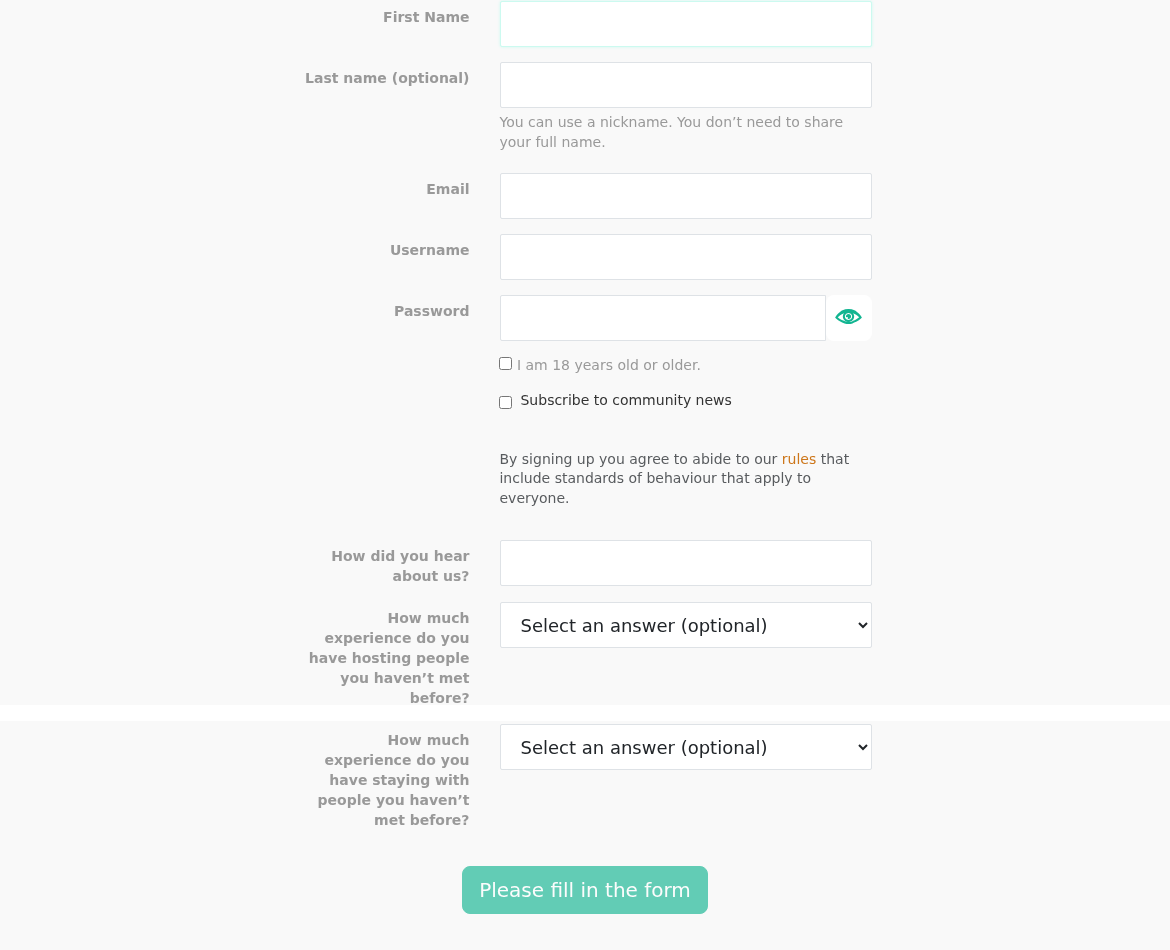 First Name
Last name (optional)
You can use a nickname. You don’t need to share
your full name.
Email
Username
Password
I am 18 years old or older.
Subscribe to community news
By signing up you agree to abide to our rules that
include standards of behaviour that apply to
everyone.
How did you hear
about us?
How much
experience do you
have hosting people
you haven’t met
before?
Select an answer (optional)
How much
experience do you
have staying with
people you haven’t
met before?
Select an answer (optional)
Please fill in the form